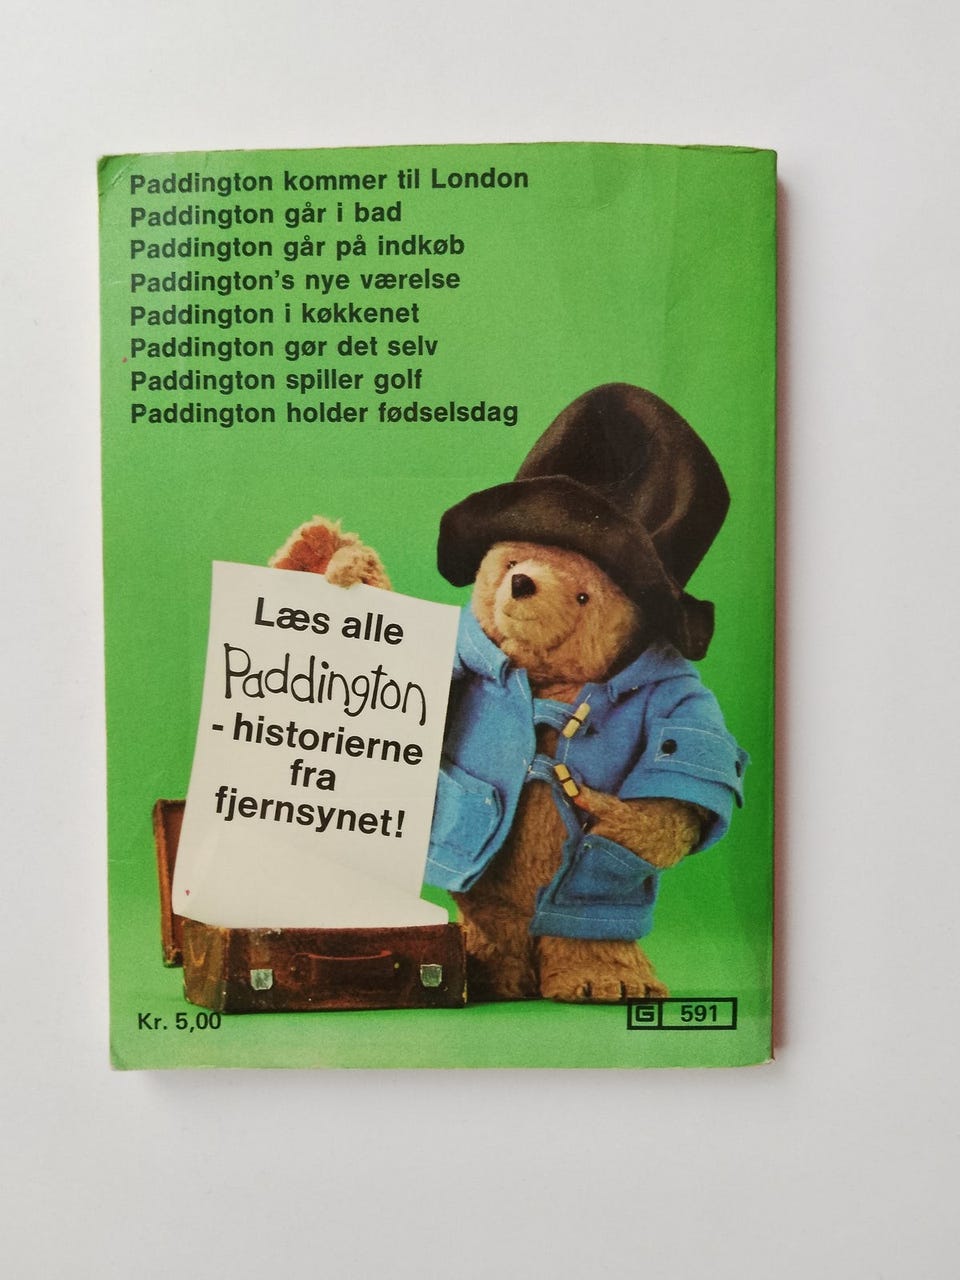 Paddington kommer til London
Paddington går i bad
Paddington går på indkøb
Paddington's nye værelse
Paddington i køkkenet
Paddington gør det selv
Paddington spiller golf
Paddington holder fødselsdag
Læs alle
Paddington
- historierne
fra
fjernsynet!
Kr. 5,00
G 591